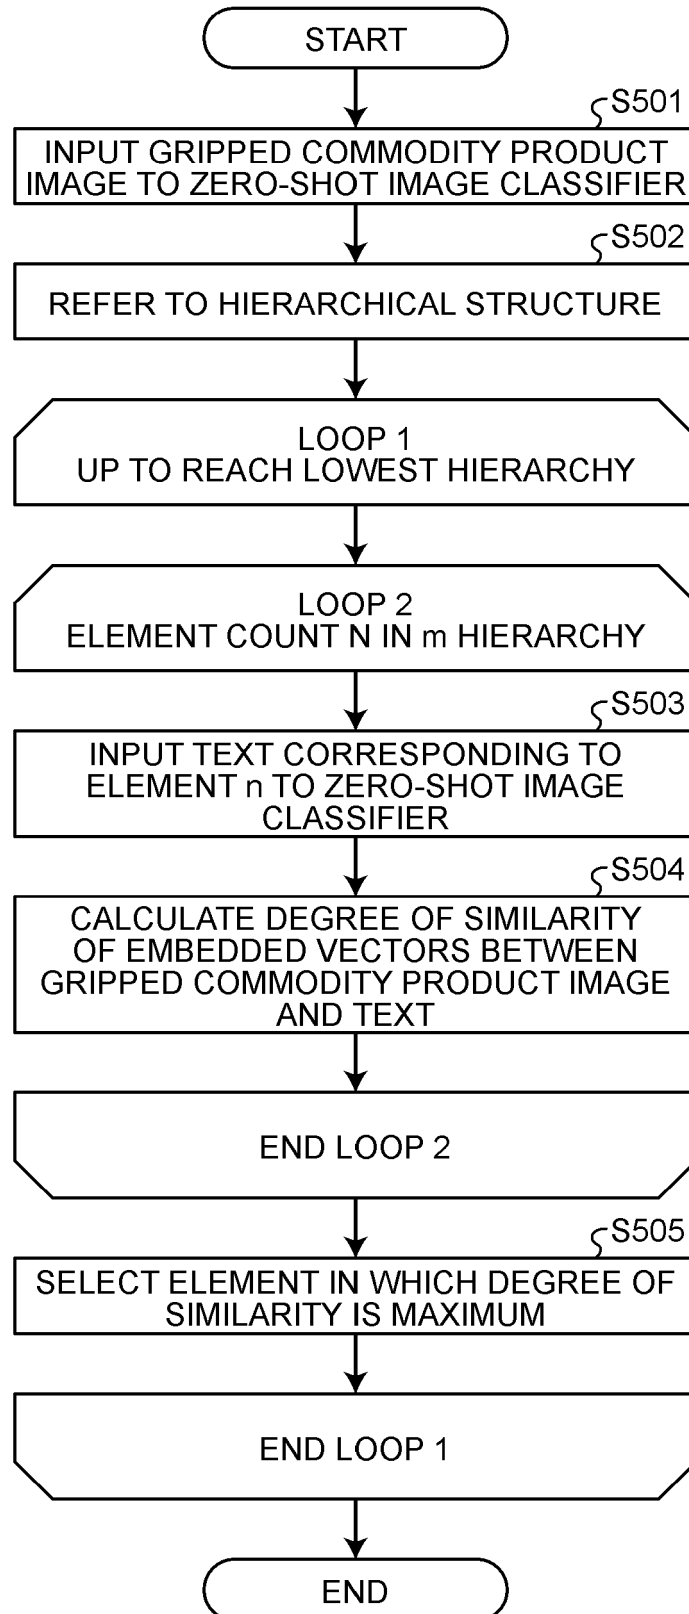 START
S501
INPUT GRIPPED COMMODITY PRODUCT
IMAGE TO ZERO-SHOT IMAGE CLASSIFIER
S502
REFER TO HIERARCHICAL STRUCTURE
LOOP 1
UP TO REACH LOWEST HIERARCHY
LOOP 2
ELEMENT COUNT N IN m HIERARCHY
S503
INPUT TEXT CORRESPONDING TO
ELEMENT n TO ZERO-SHOT IMAGE
CLASSIFIER
S504
CALCULATE DEGREE OF SIMILARITY
OF EMBEDDED VECTORS BETWEEN
GRIPPED COMMODITY PRODUCT IMAGE
AND TEXT
END LOOP 2
S505
SELECT ELEMENT IN WHICH DEGREE OF
SIMILARITY IS MAXIMUM
END LOOP 1
END